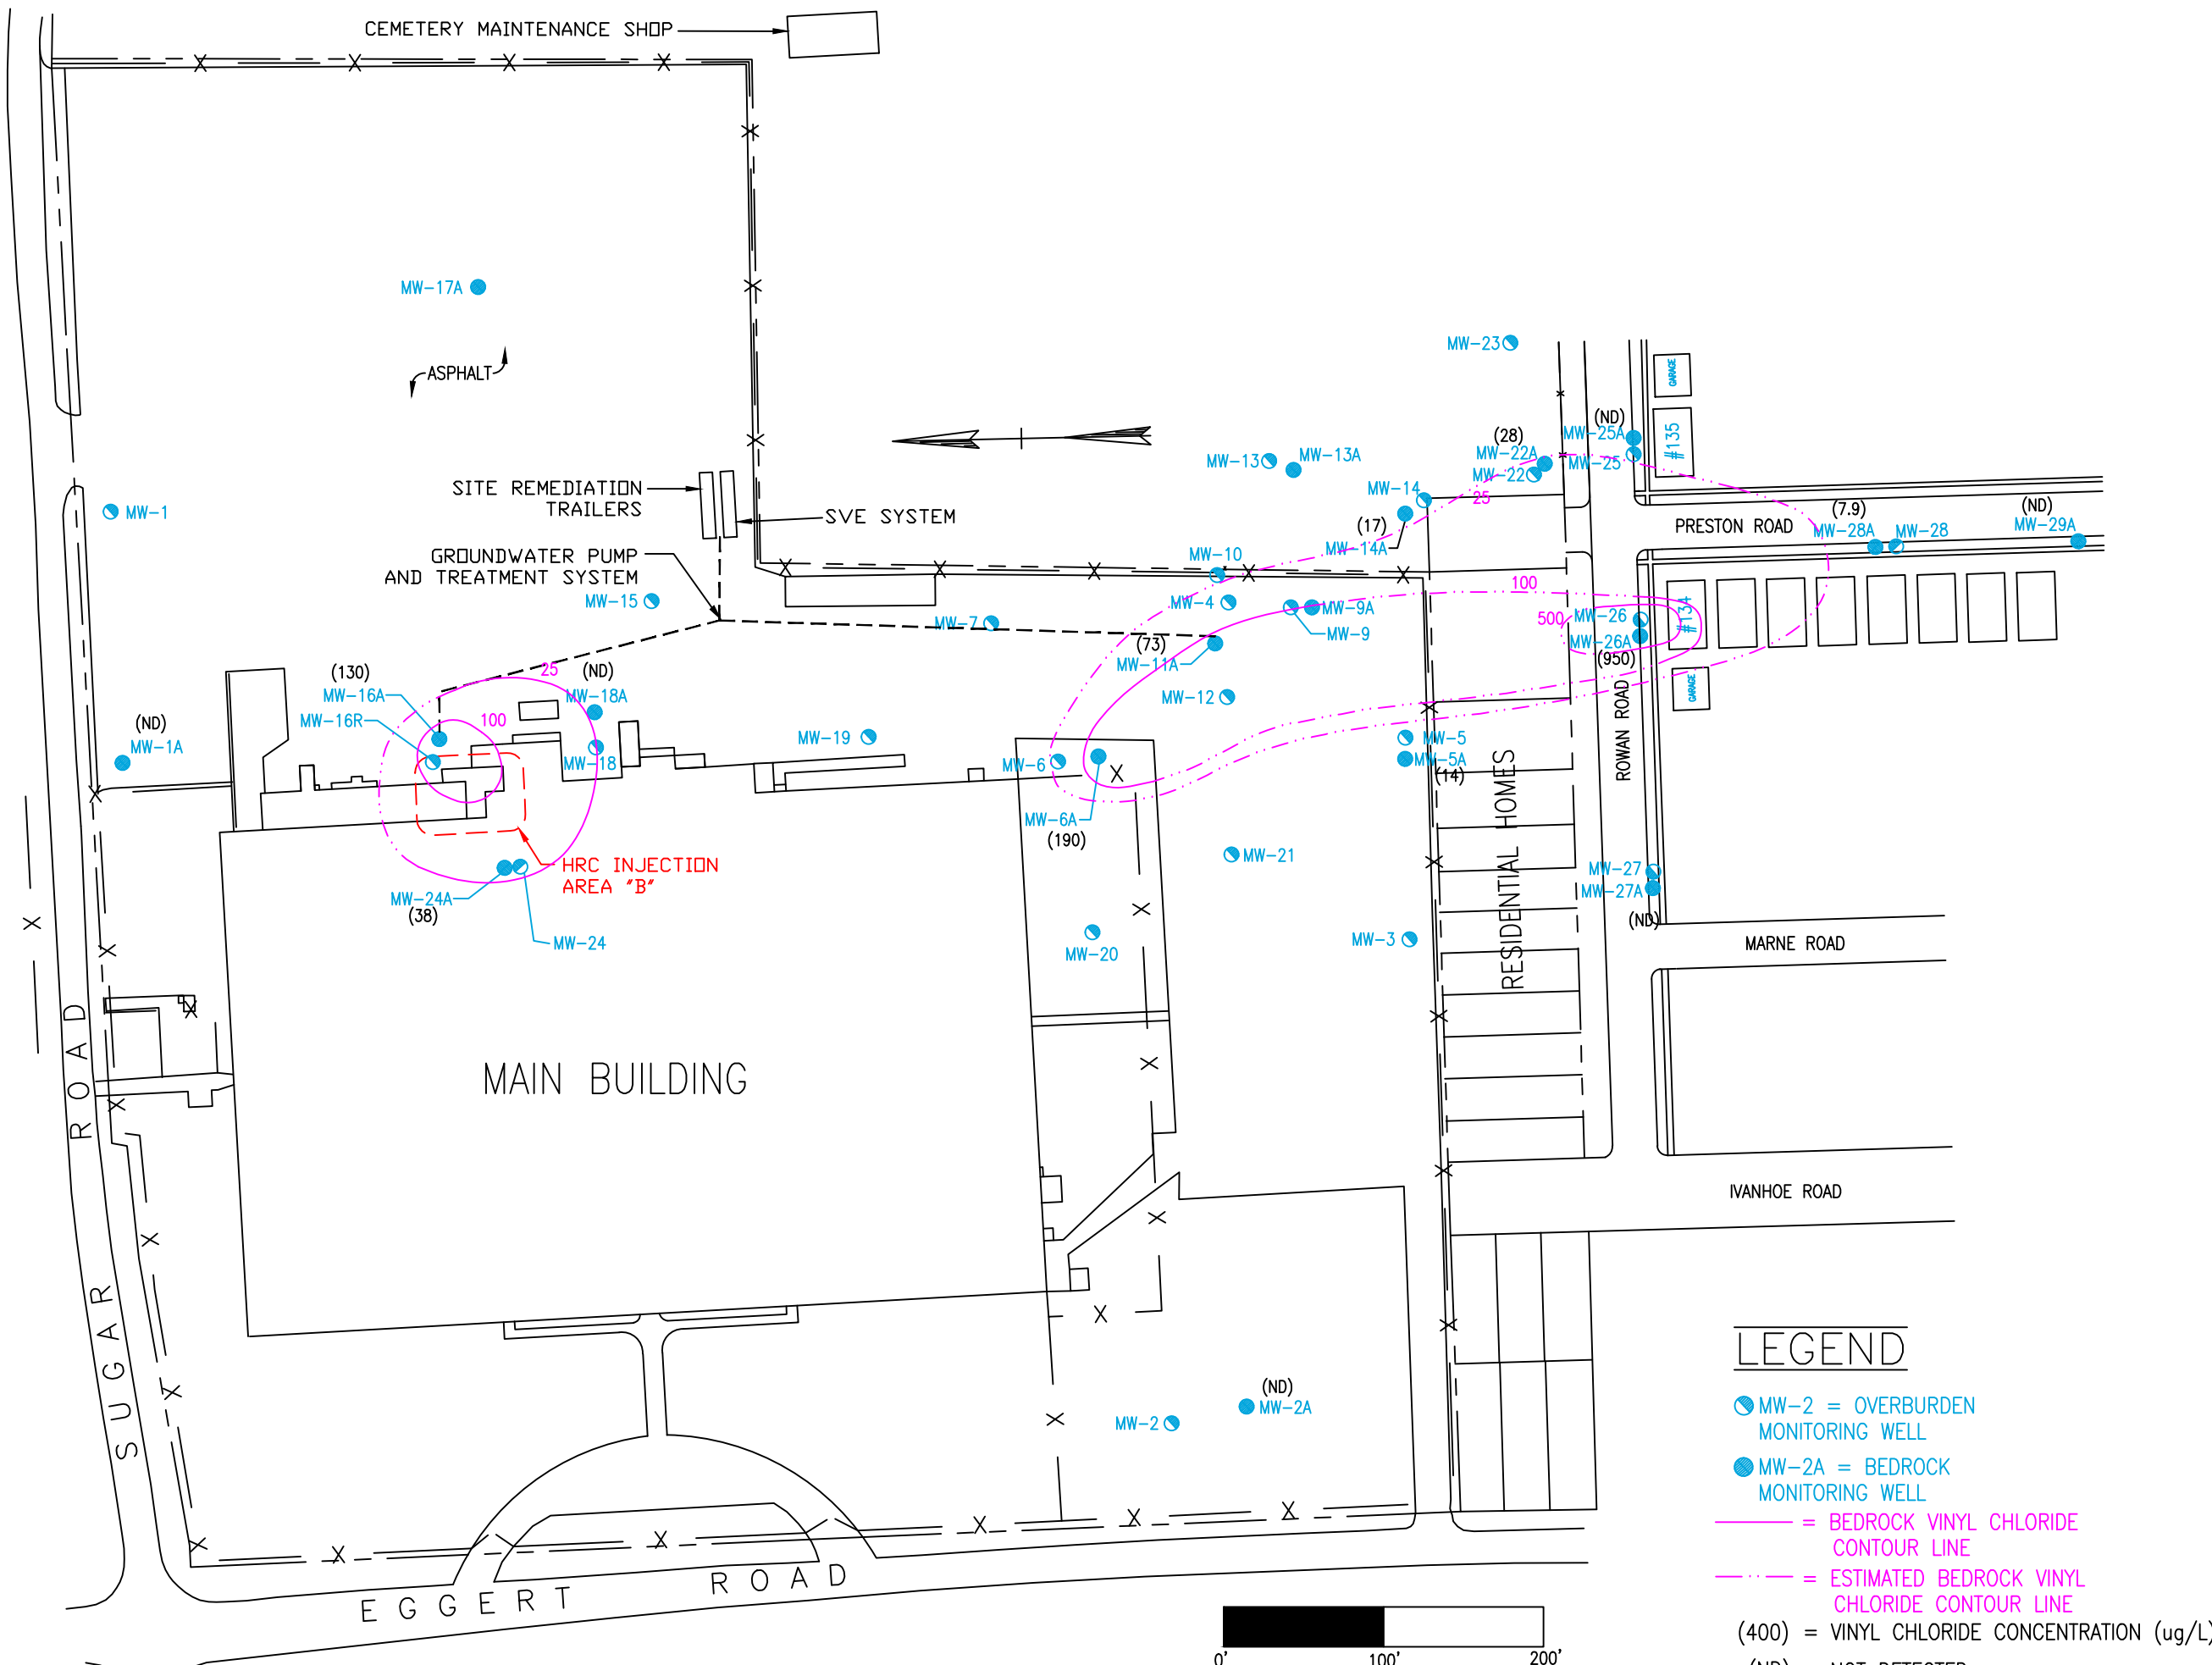 CEMETERY MAINTENANCE SHOP
MW-17A
ASPHALT
MW-23
GARAGE
#135
(ND)
MW-25A
MW-25
(28)
MW-22A
MW-22
25
MW-13
MW-13A
MW-14
(17)
MW-14A
SITE REMEDIATION
TRAILERS
SVE SYSTEM
MW-1
GROUNDWATER PUMP
AND TREATMENT SYSTEM
PRESTON ROAD
(7.9)
MW-28A
MW-28
(ND)
MW-29A
MW-10
MW-15
MW-7
MW-4
MW-9A
MW-9
100
500
MW-26
MW-26A
(950)
#134
GARAGE
(73)
MW-11A
MW-12
(130)
MW-16A
MW-16R
25
(ND)
MW-18A
100
MW-18
(ND)
MW-1A
MW-19
MW-6
MW-6A
(190)
MW-5
MW-5A
(14)
ROWAN ROAD
RESIDENTIAL HOMES
HRC INJECTION
AREA "B"
MW-24A
(38)
MW-24
MW-21
MW-20
MW-3
MW-27
MW-27A
(ND)
MARNE ROAD
MAIN BUILDING
IVANHOE ROAD
SUGAR ROAD
(ND)
MW-2A
MW-2
EGGERT ROAD
LEGEND
MW-2 = OVERBURDEN
MONITORING WELL
MW-2A = BEDROCK
MONITORING WELL
= BEDROCK VINYL CHLORIDE
CONTOUR LINE
= ESTIMATED BEDROCK VINYL
CHLORIDE CONTOUR LINE
(400) = VINYL CHLORIDE CONCENTRATION (ug/L)
(ND) = NOT DETECTED
0' 100' 200'